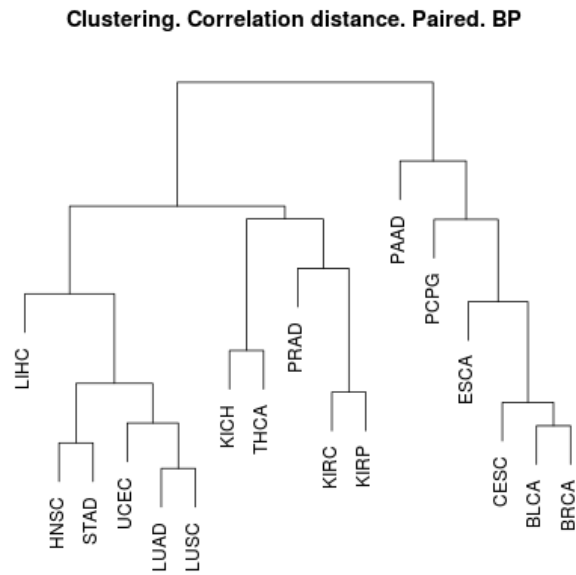 Clustering. Correlation distance. Paired. BP
LIHC
HNSC
STAD
UCEC
LUAD
LUSC
KICH
THCA
PRAD
KIRC
KIRP
PAAD
PCPG
ESCA
CESC
BLCA
BRCA